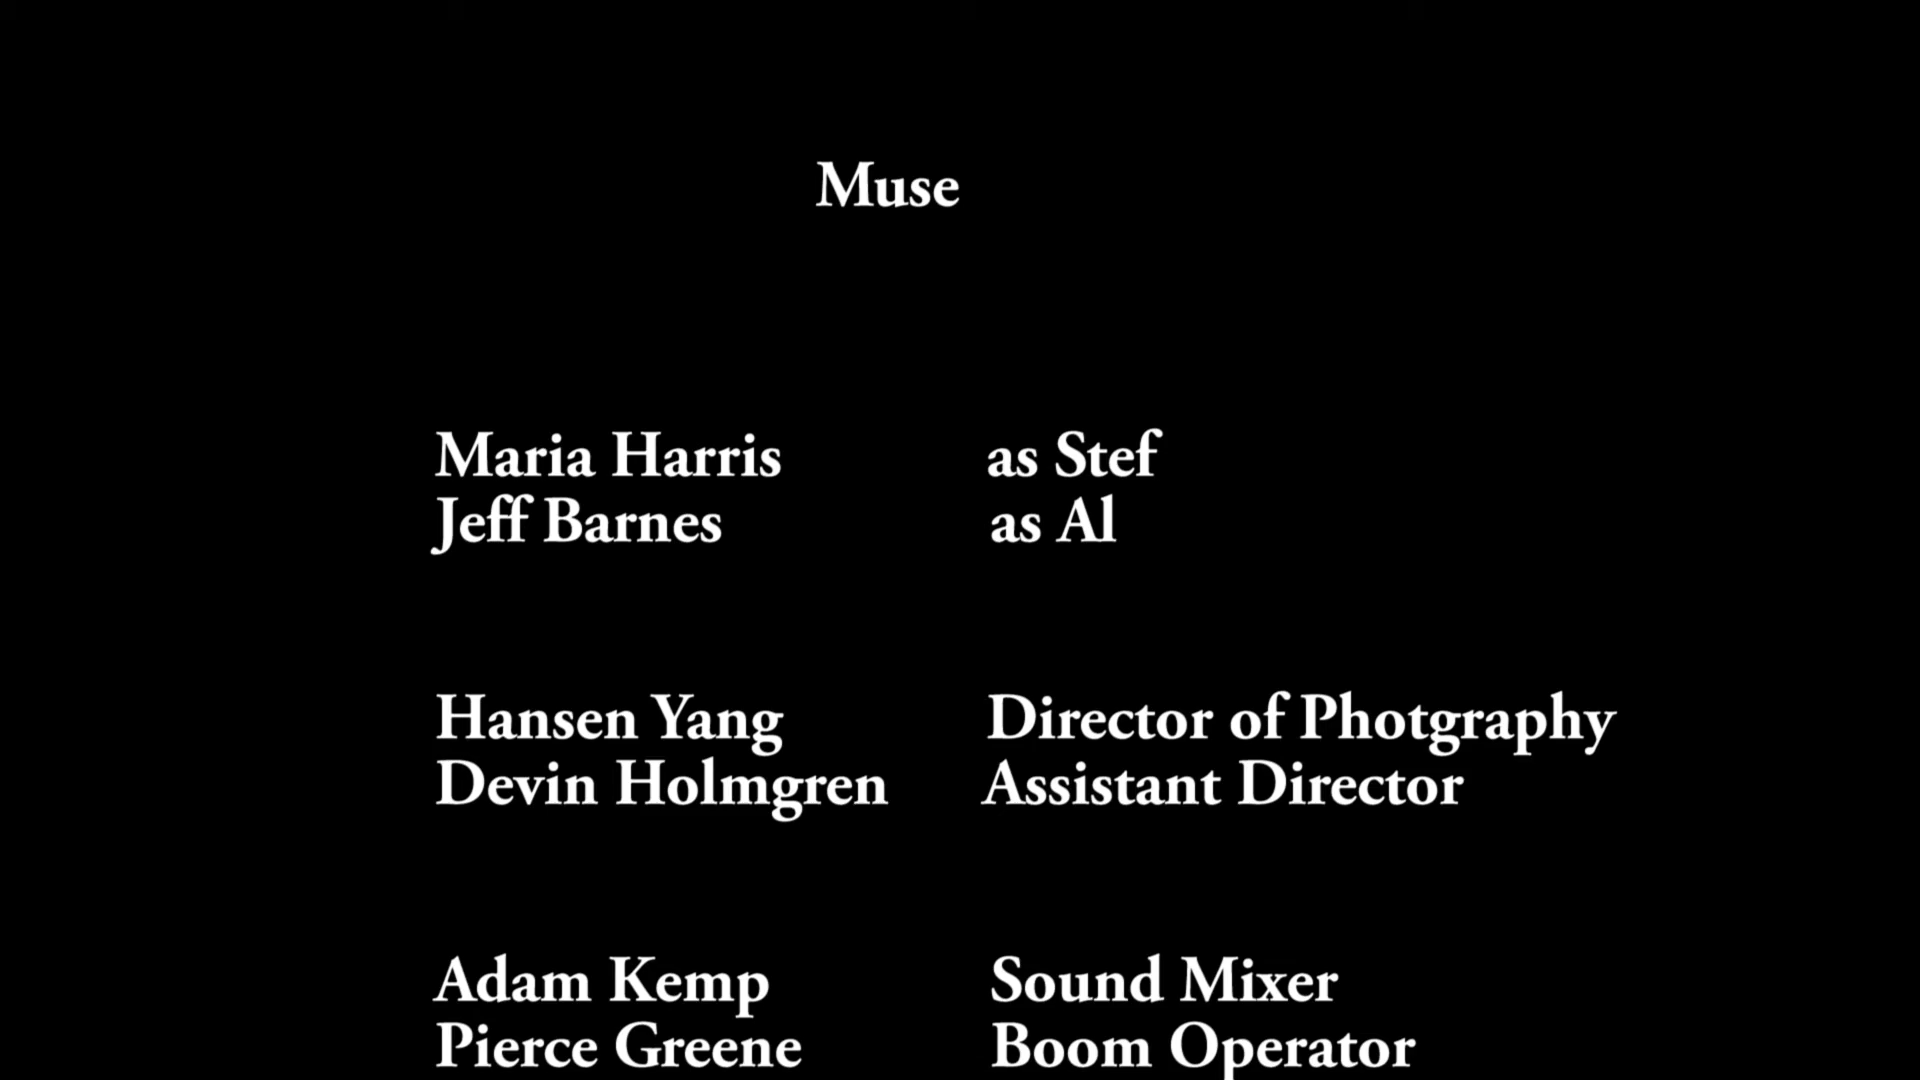 Muse
Maria Harris as Stef
Jeff Barnes as Al
Hansen Yang Director of Photgraphy
Devin Holmgren Assistant Director
Adam Kemp Sound Mixer
Pierce Greene Boom Operator